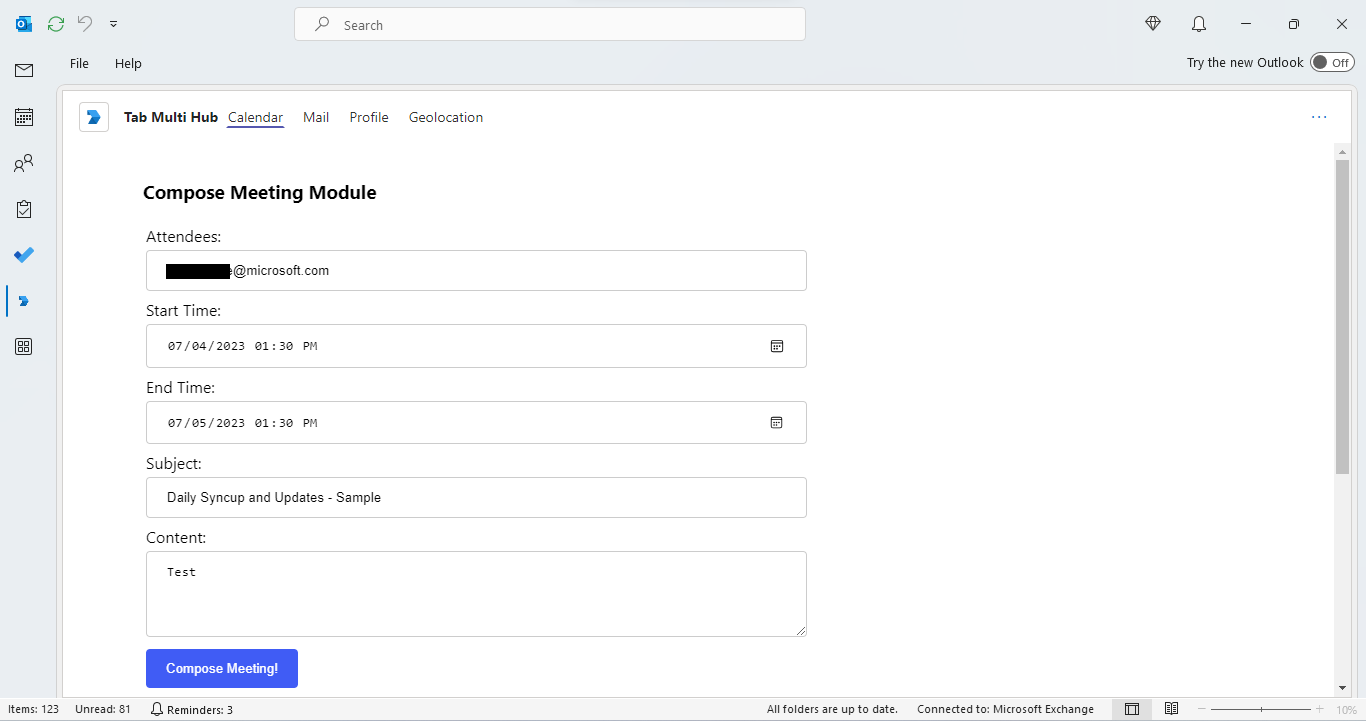 Search
File Help
Try the new Outlook Off
Tab Multi Hub Calendar Mail Profile Geolocation
Compose Meeting Module
Attendees:
@microsoft.com
Start Time:
07/04/2023 01:30 PM
End Time:
07/05/2023 01:30 PM
Subject:
Daily Syncup and Updates - Sample
Content:
Test
Compose Meeting!
Items: 123 Unread: 81 Reminders: 3 All folders are up to date. Connected to: Microsoft Exchange 10%